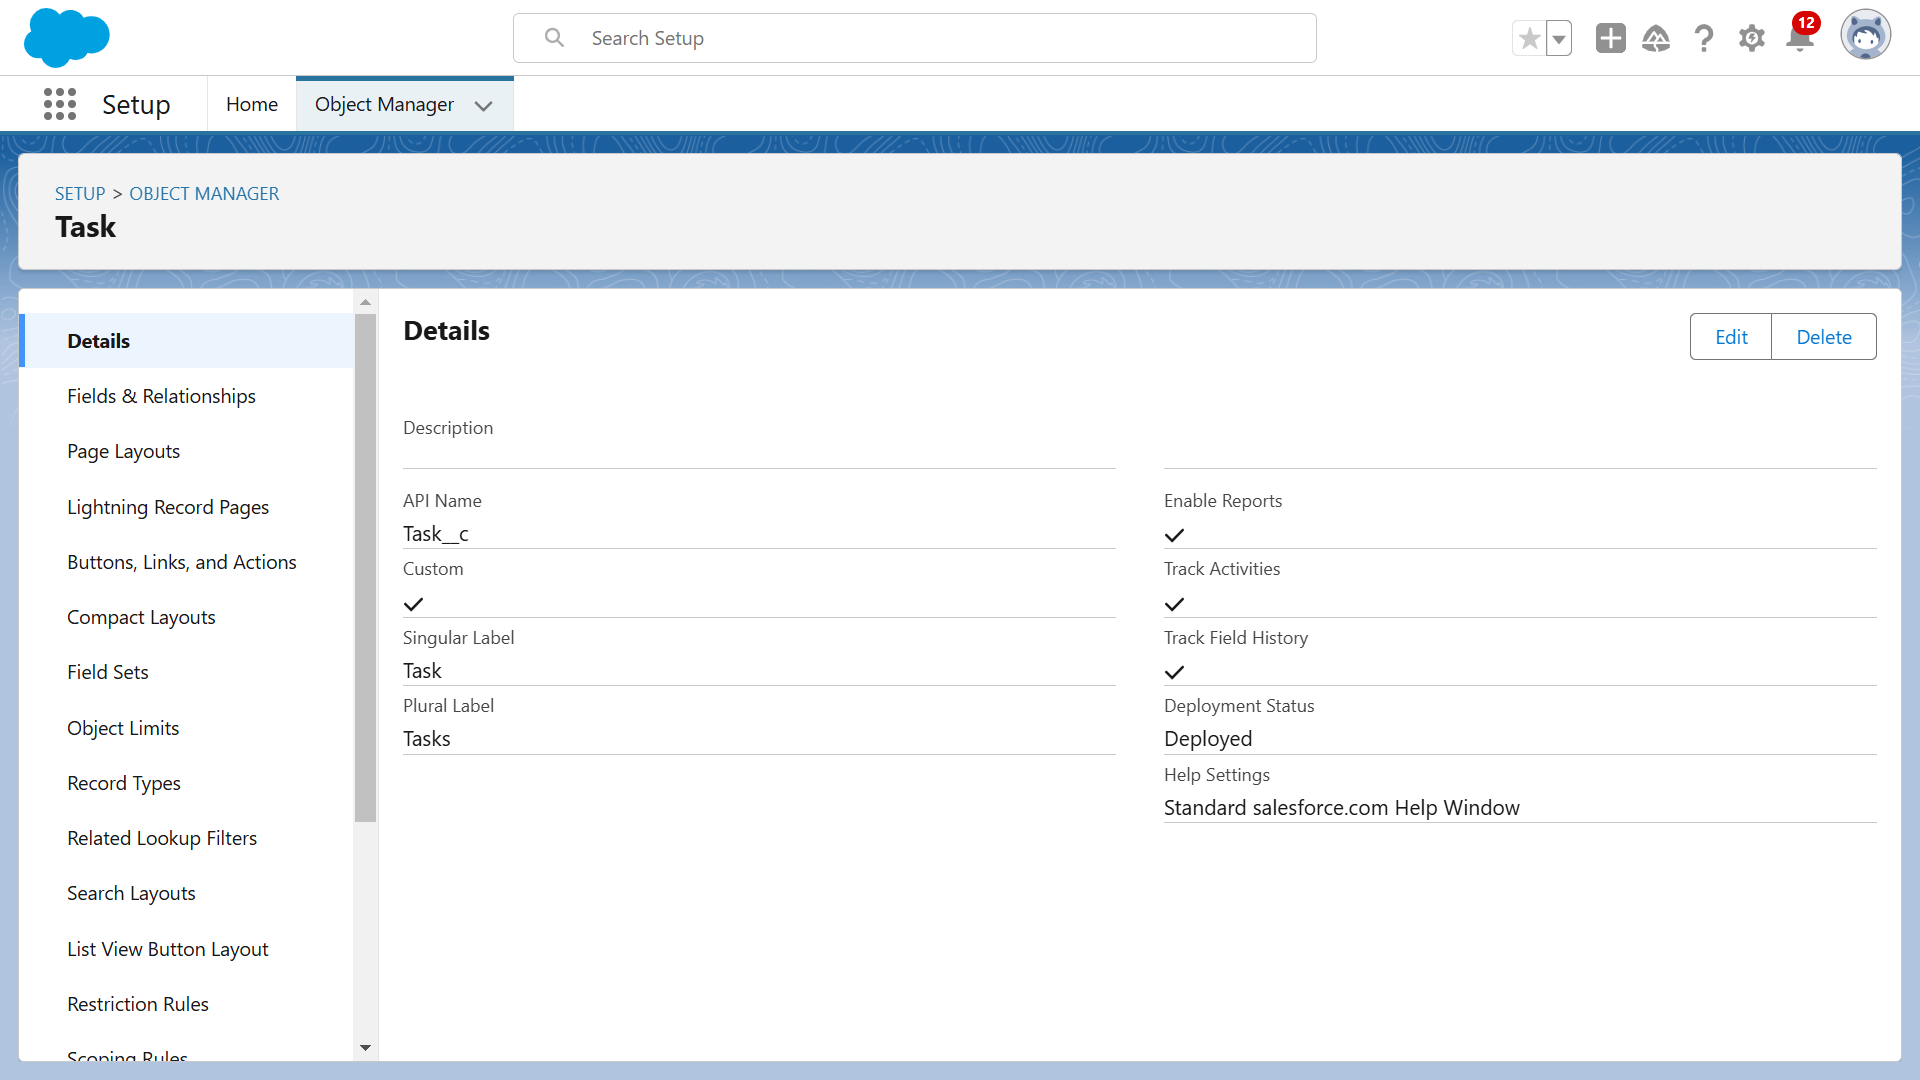 Search Setup
12
Setup
Home
Object Manager
SETUP > OBJECT MANAGER
Task
Details
Fields & Relationships
Page Layouts
Lightning Record Pages
Buttons, Links, and Actions
Compact Layouts
Field Sets
Object Limits
Record Types
Related Lookup Filters
Search Layouts
List View Button Layout
Restriction Rules
Scoping Rules
Details
Edit
Delete
Description
API Name
Task__c
Custom
Singular Label
Task
Plural Label
Tasks
Enable Reports
Track Activities
Track Field History
Deployment Status
Deployed
Help Settings
Standard salesforce.com Help Window